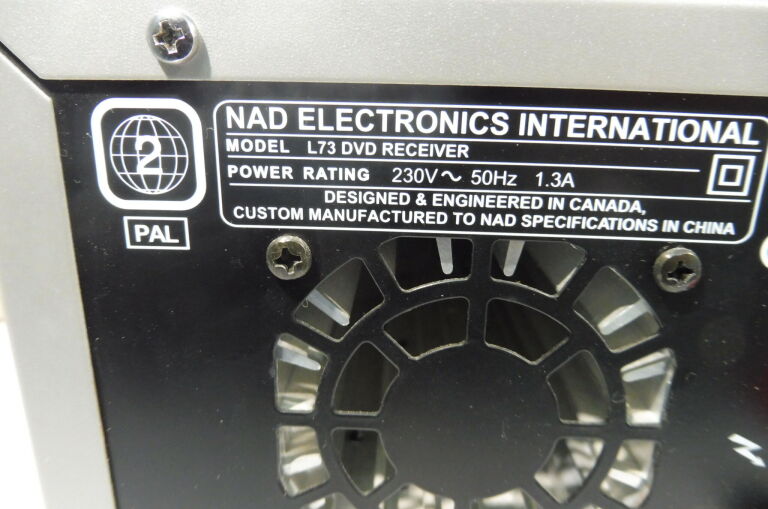 2
PAL
NAD ELECTRONICS INTERNATIONAL
MODEL L73 DVD RECEIVER
POWER RATING 230V~ 50Hz 1.3A
DESIGNED & ENGINEERED IN CANADA,
CUSTOM MANUFACTURED TO NAD SPECIFICATIONS IN CHINA